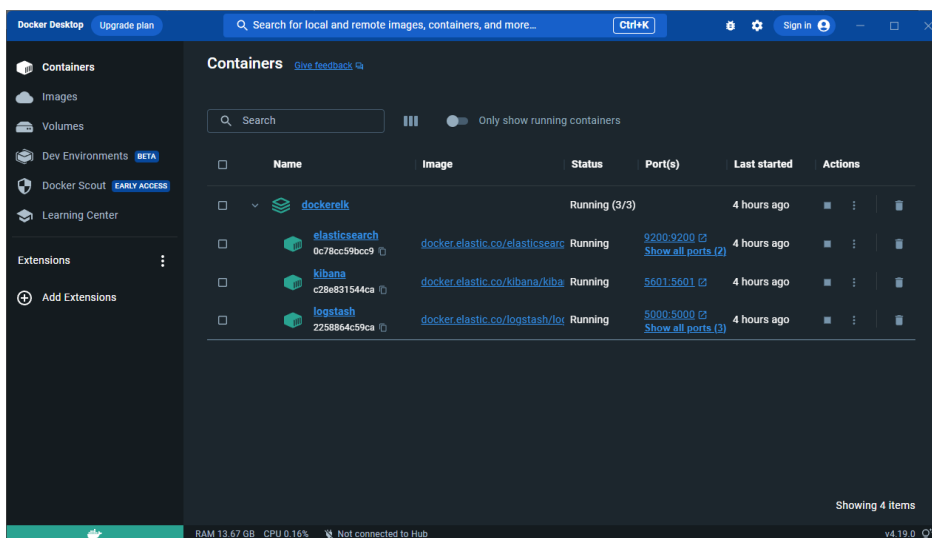 Docker Desktop Upgrade plan Search for local and remote images, containers, and more... Ctrl+K Sign in
Containers
Images
Volumes
Dev Environments BETA
Docker Scout EARLY ACCESS
Learning Center
Extensions
Add Extensions
Containers Give feedback
Search Only show running containers
Name Image Status Port(s) Last started Actions
dockerelk Running (3/3) 4 hours ago
elasticsearch
0c78cc59bcc9 docker.elastic.co/elasticsearc Running 9200:9200 4 hours ago
Show all ports (2)
kibana
c28e831544ca docker.elastic.co/kibana/kiba Running 5601:5601 4 hours ago
logstash
2258864c59ca docker.elastic.co/logstash/log Running 5000:5000 4 hours ago
Show all ports (3)
Showing 4 items
RAM 13.67 GB CPU 0.16% Not connected to Hub v4.19.0